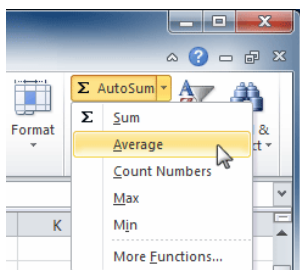 Σ AutoSum
Format
Σ Sum
&
Average
Count Numbers
Max
Min
K
More Functions...